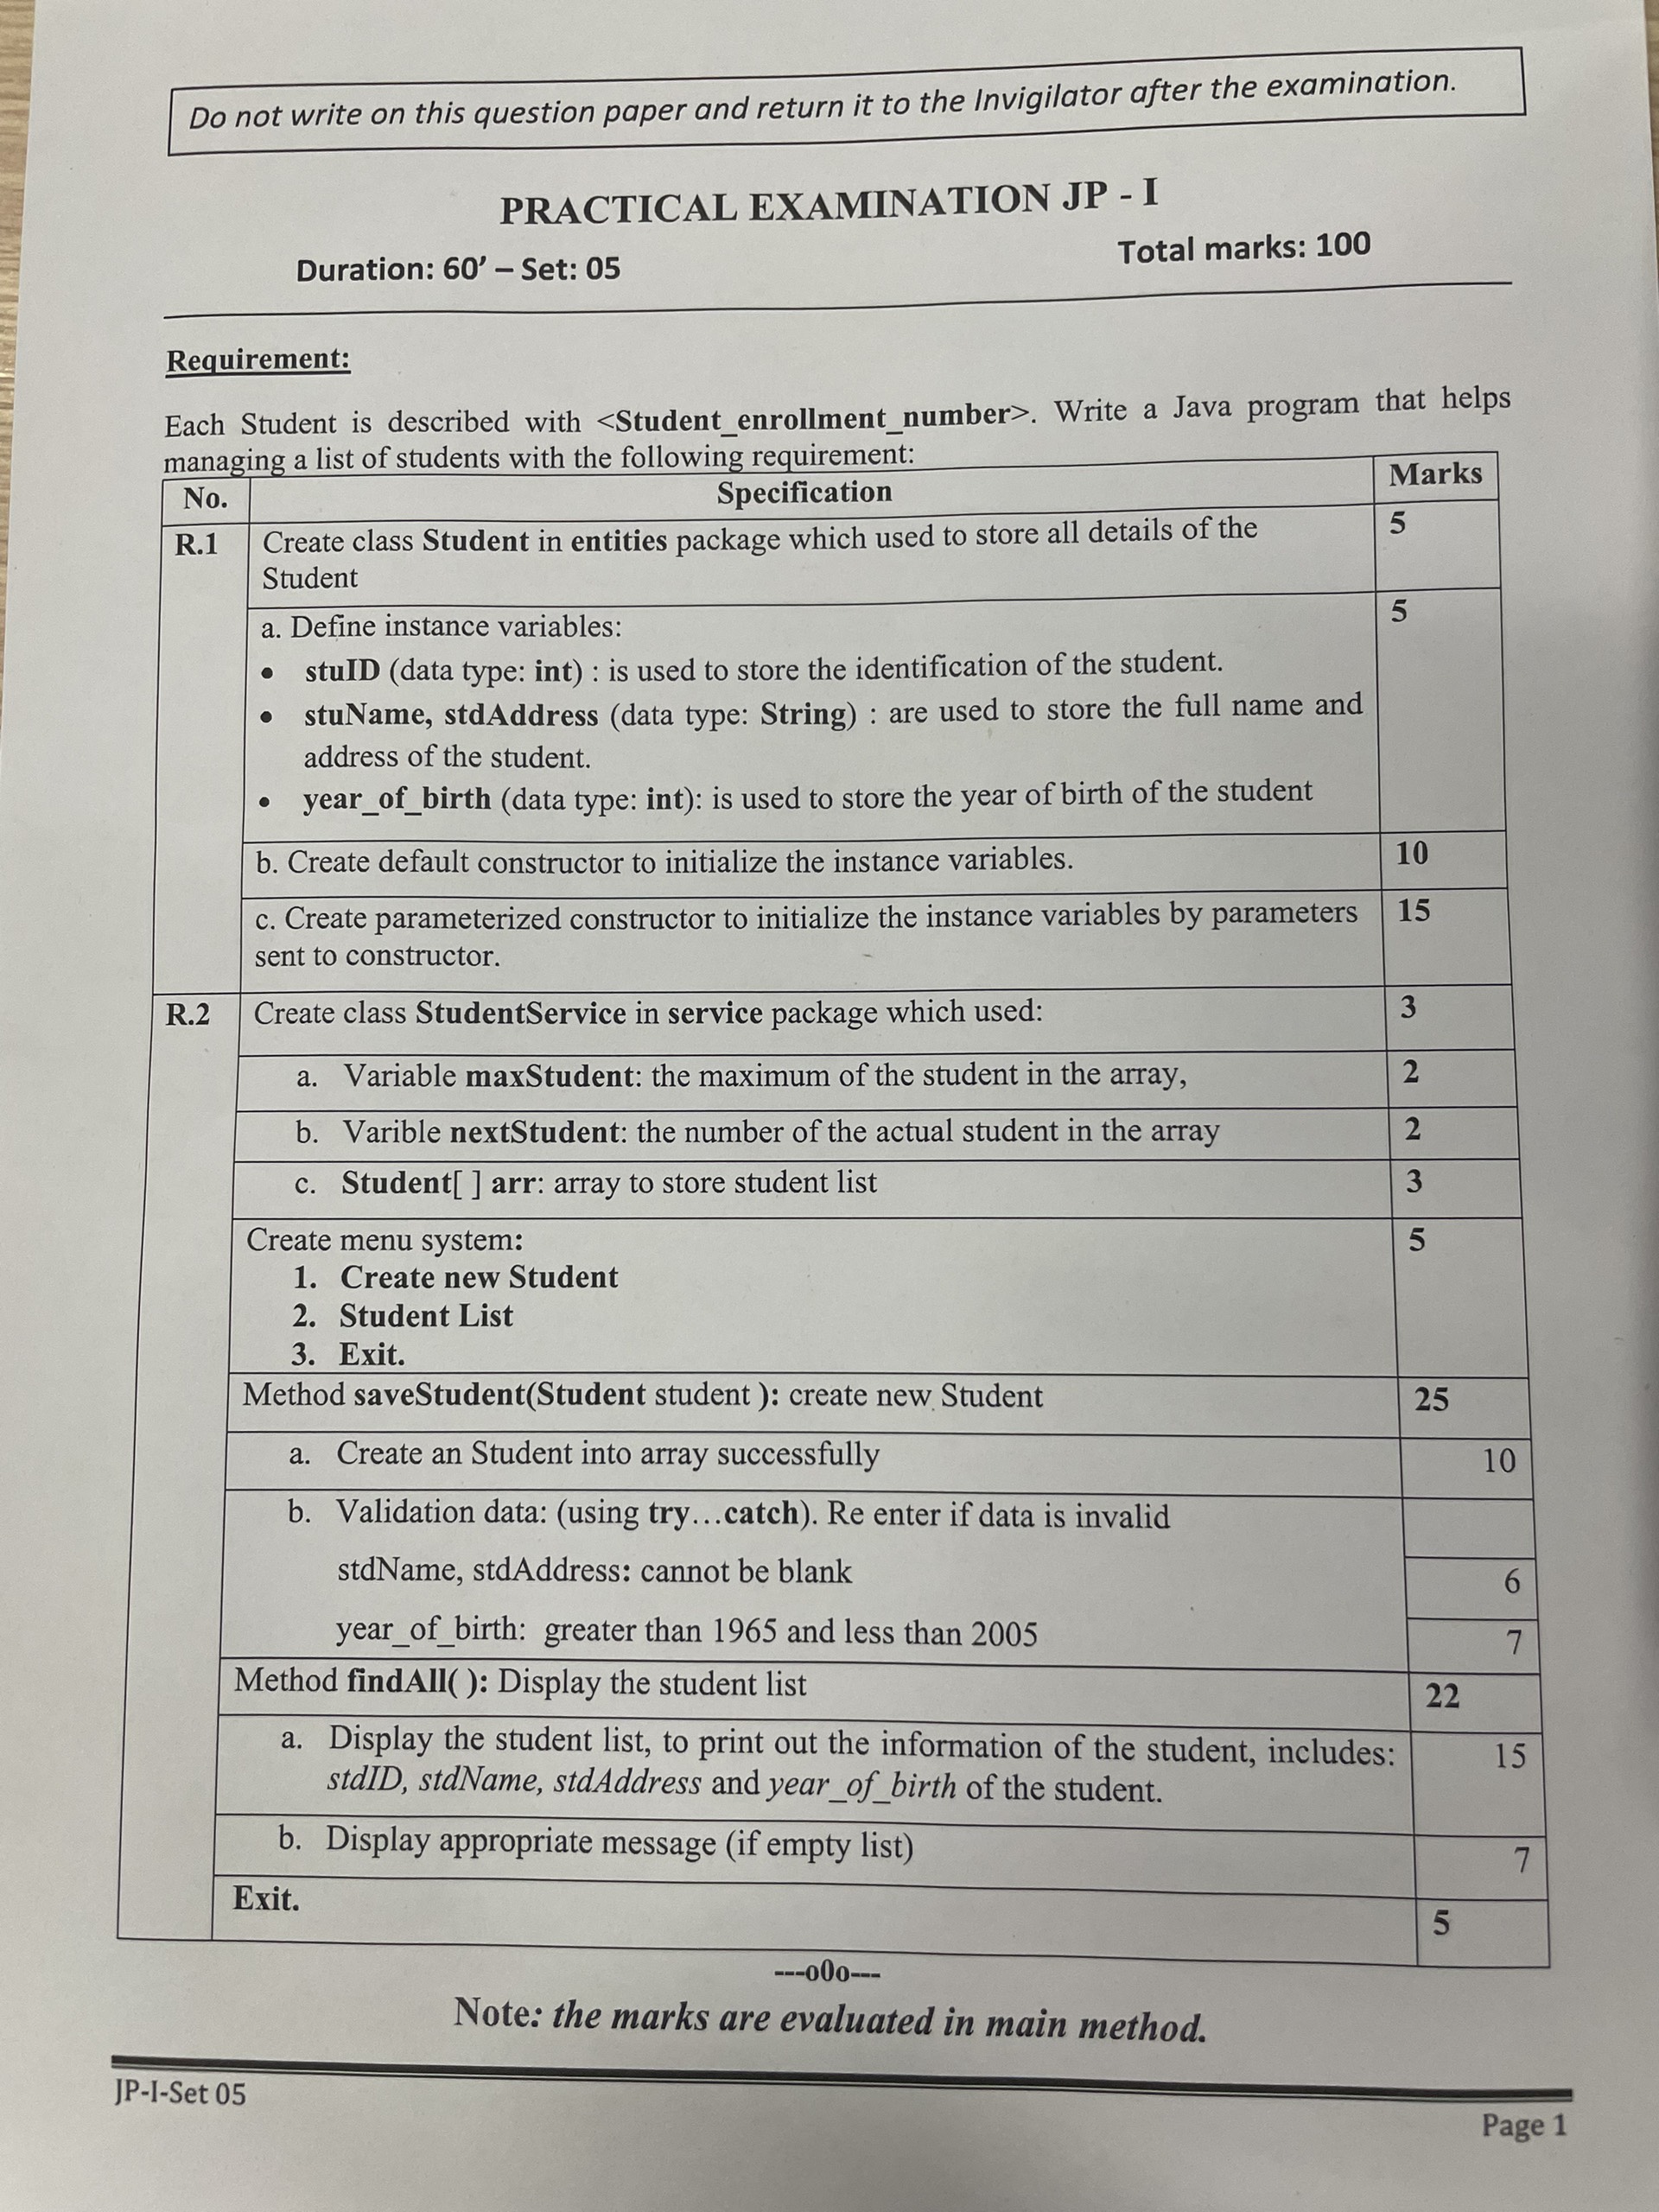 Do not write on this question paper and return it to the Invigilator after the examination.
PRACTICAL EXAMINATION JP - I
Duration: 60’ – Set: 05
Total marks: 100
Requirement:
Each Student is described with <Student_enrollment_number>. Write a Java program that helps
managing a list of students with the following requirement:
No. Specification Marks
R.1 Create class Student in entities package which used to store all details of the 5
Student
a. Define instance variables: 5
• stuID (data type: int) : is used to store the identification of the student.
• stuName, stdAddress (data type: String) : are used to store the full name and
address of the student.
• year_of_birth (data type: int): is used to store the year of birth of the student
b. Create default constructor to initialize the instance variables. 10
c. Create parameterized constructor to initialize the instance variables by parameters 15
sent to constructor.
R.2 Create class StudentService in service package which used: 3
a. Variable maxStudent: the maximum of the student in the array, 2
b. Varible nextStudent: the number of the actual student in the array 2
c. Student[ ] arr: array to store student list 3
Create menu system: 5
1. Create new Student
2. Student List
3. Exit.
Method saveStudent(Student student ): create new Student 25
a. Create an Student into array successfully 10
b. Validation data: (using try…catch). Re enter if data is invalid
stdName, stdAddress: cannot be blank 6
year_of_birth: greater than 1965 and less than 2005 7
Method findAll( ): Display the student list 22
a. Display the student list, to print out the information of the student, includes: 15
stdID, stdName, stdAddress and year_of_birth of the student.
b. Display appropriate message (if empty list) 7
Exit. 5
---o0o---
Note: the marks are evaluated in main method.
JP-I-Set 05
Page 1